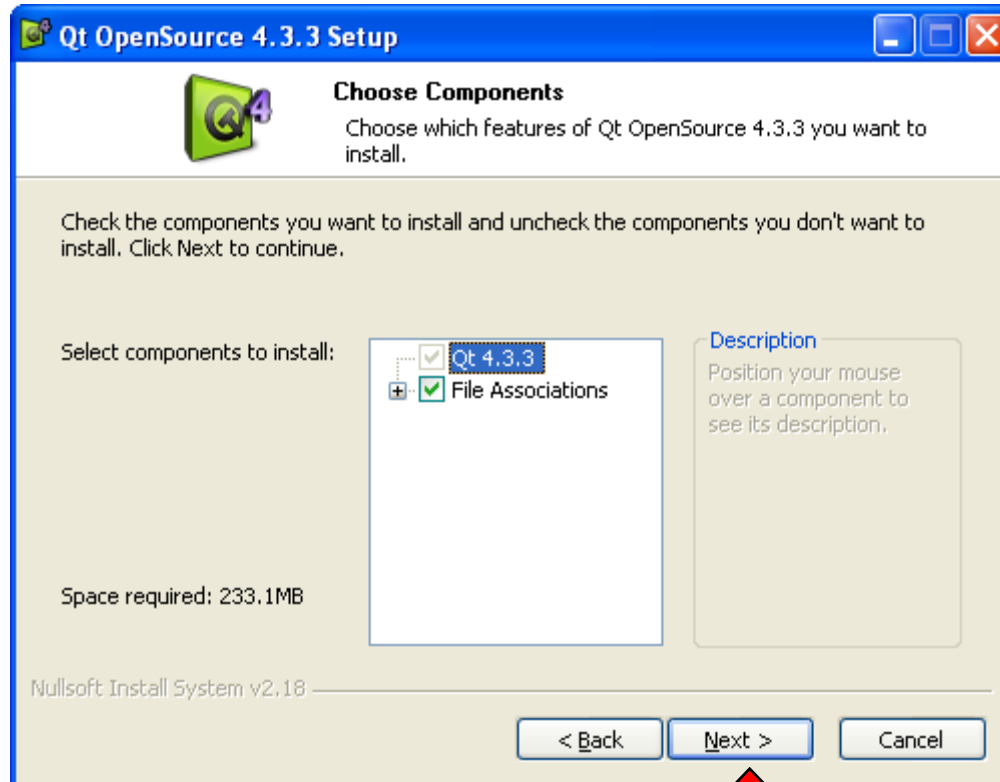 Qt OpenSource 4.3.3 Setup
Q4
Choose Components
Choose which features of Qt OpenSource 4.3.3 you want to
install.
Check the components you want to install and uncheck the components you don't want to
install. Click Next to continue.
Select components to install:
Qt 4.3.3
File Associations
Description
Position your mouse
over a component to
see its description.
Space required: 233.1MB
Nullsoft Install System v2.18
< Back
Next >
Cancel